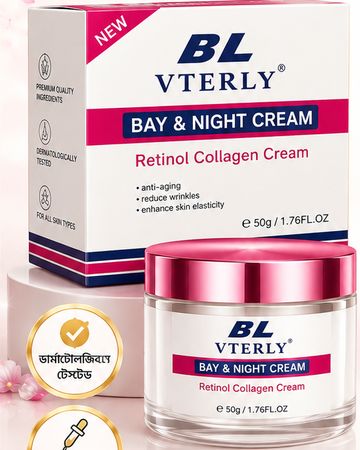 NEW
BL
VTERLY®
BAY & NIGHT CREAM
Retinol Collagen Cream
• anti-aging
• reduce wrinkles
• enhance skin elasticity
℮ 50g / 1.76FL.OZ
PREMIUM QUALITY
INGREDIENTS
DERMATOLOGICALLY
TESTED
FOR ALL SKIN TYPES
BL
VTERLY®
BAY & NIGHT CREAM
Retinol Collagen Cream
℮ 50g / 1.76FL.OZ
টেস্টেড